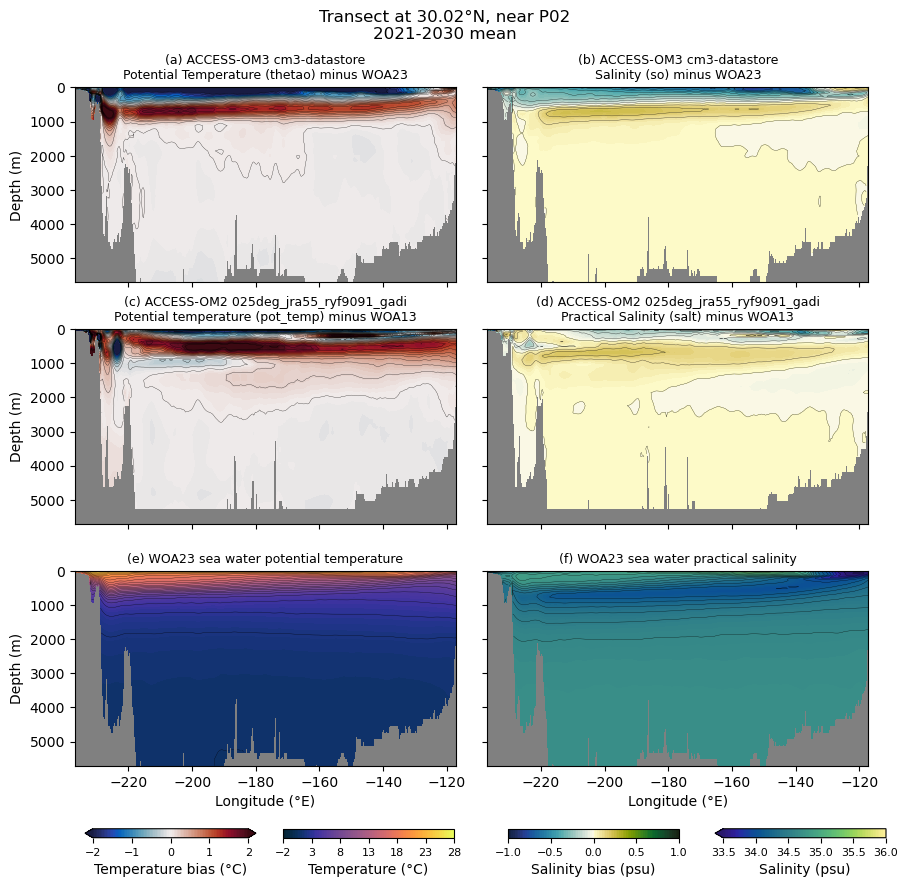 Transect at 30.02°N, near P02
2021-2030 mean
(a) ACCESS-OM3 cm3-datastore
Potential Temperature (thetao) minus WOA23
(b) ACCESS-OM3 cm3-datastore
Salinity (so) minus WOA23
0
1000
2000
3000
4000
5000
Depth (m)
(c) ACCESS-OM2 025deg_jra55_ryf9091_gadi
Potential temperature (pot_temp) minus WOA13
(d) ACCESS-OM2 025deg_jra55_ryf9091_gadi
Practical Salinity (salt) minus WOA13
0
1000
2000
3000
4000
5000
Depth (m)
(e) WOA23 sea water potential temperature
(f) WOA23 sea water practical salinity
0
1000
2000
3000
4000
5000
Depth (m)
−220 −200 −180 −160 −140 −120
Longitude (°E)
−220 −200 −180 −160 −140 −120
Longitude (°E)
−2 −1 0 1 2
Temperature bias (°C)
−2 3 8 13 18 23 28
Temperature (°C)
−1.0 −0.5 0.0 0.5 1.0
Salinity bias (psu)
33.5 34.0 34.5 35.0 35.5 36.0
Salinity (psu)